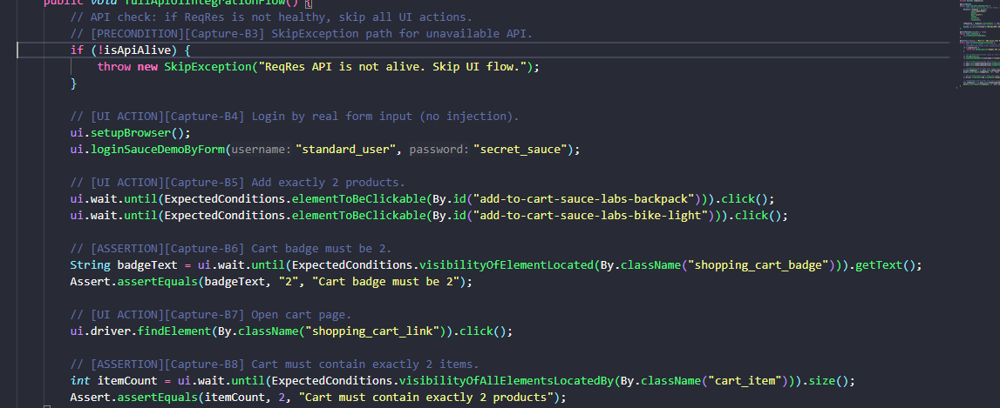 public void fullApiUiIntegrationFlow() {
// API check: if ReqRes is not healthy, skip all UI actions.
// [PRECONDITION][Capture-B3] SkipException path for unavailable API.
if (!isApiAlive) {
throw new SkipException("ReqRes API is not alive. Skip UI flow.");
}
// [UI ACTION][Capture-B4] Login by real form input (no injection).
ui.setupBrowser();
ui.loginSauceDemoByForm(username: "standard_user", password: "secret_sauce");
// [UI ACTION][Capture-B5] Add exactly 2 products.
ui.wait.until(ExpectedConditions.elementToBeClickable(By.id("add-to-cart-sauce-labs-backpack"))).click();
ui.wait.until(ExpectedConditions.elementToBeClickable(By.id("add-to-cart-sauce-labs-bike-light"))).click();
// [ASSERTION][Capture-B6] Cart badge must be 2.
String badgeText = ui.wait.until(ExpectedConditions.visibilityOfElementLocated(By.className("shopping_cart_badge"))).getText();
Assert.assertEquals(badgeText, "2", "Cart badge must be 2");
// [UI ACTION][Capture-B7] Open cart page.
ui.driver.findElement(By.className("shopping_cart_link")).click();
// [ASSERTION][Capture-B8] Cart must contain exactly 2 items.
int itemCount = ui.wait.until(ExpectedConditions.visibilityOfAllElementsLocatedBy(By.className("cart_item"))).size();
Assert.assertEquals(itemCount, 2, "Cart must contain exactly 2 products");